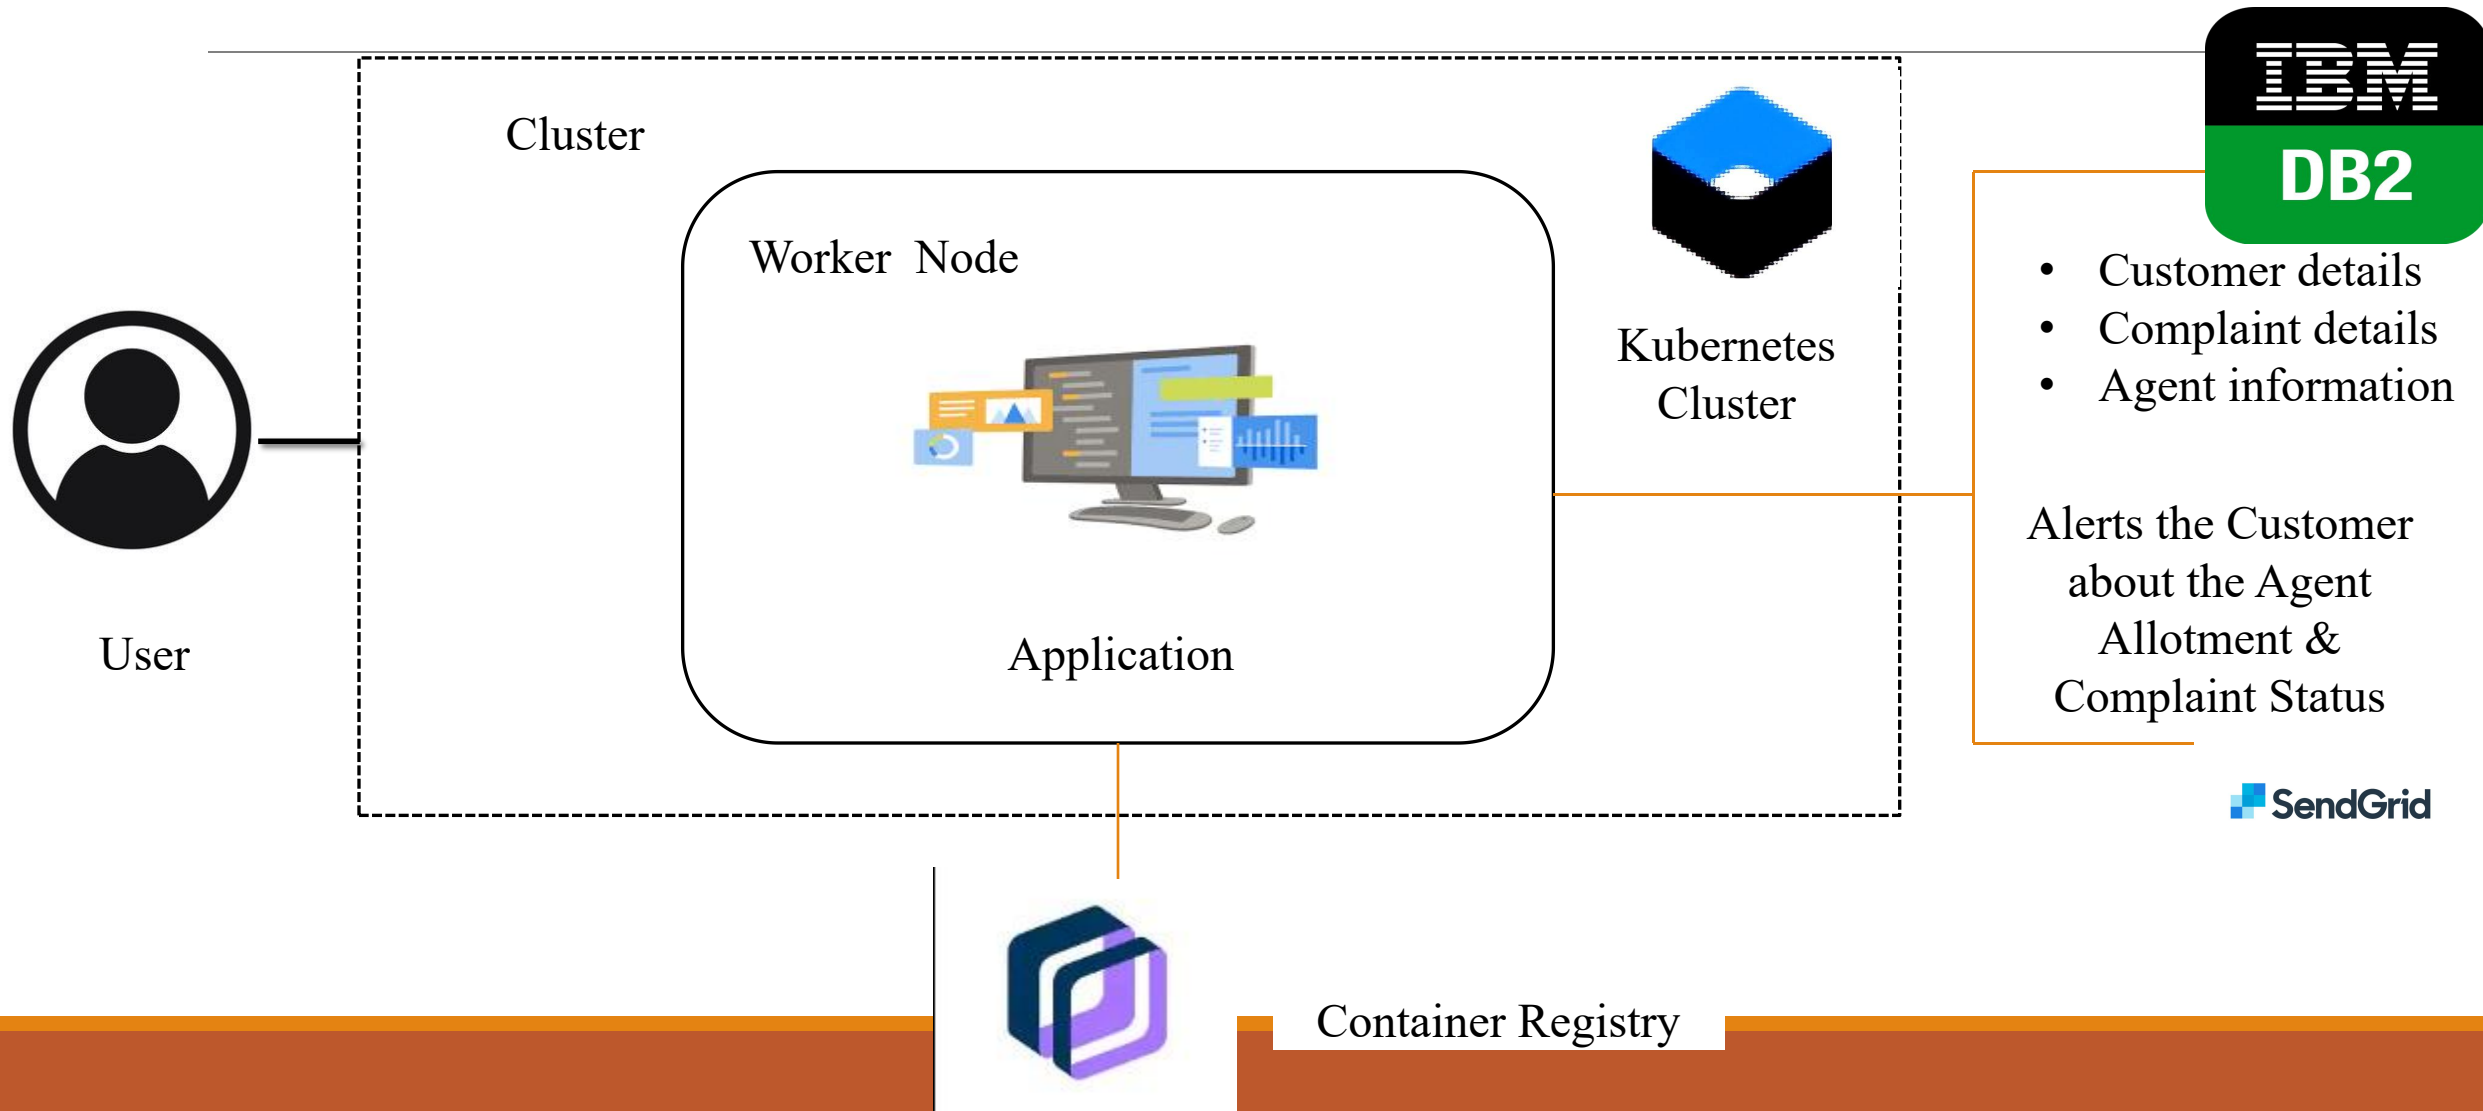 Cluster
Worker Node
Application
User
Kubernetes
Cluster
IBM
DB2
• Customer details
• Complaint details
• Agent information
Alerts the Customer
about the Agent
Allotment &
Complaint Status
SendGrid
Container Registry